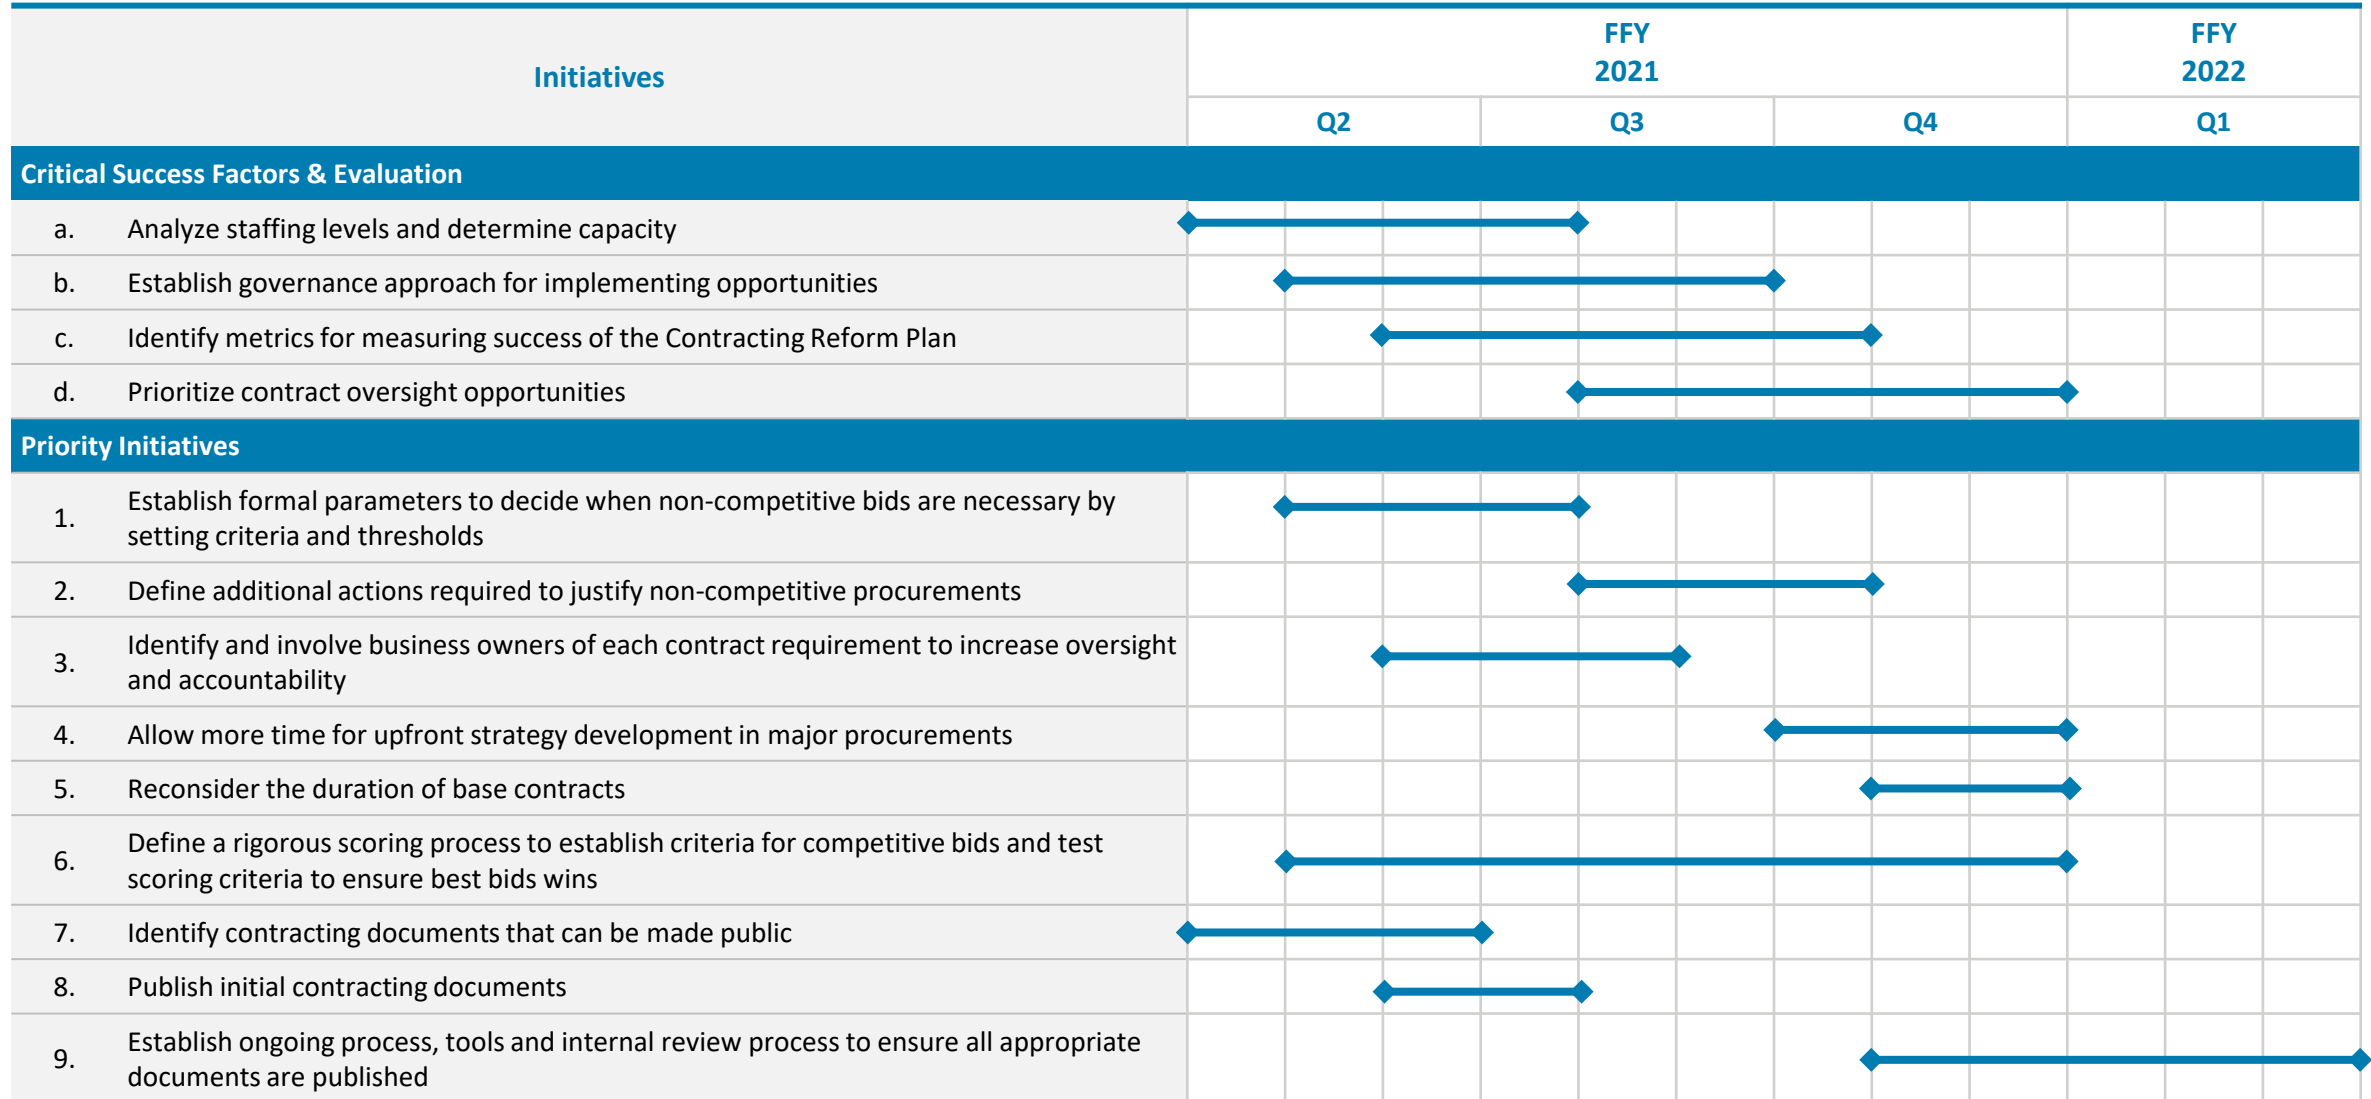 Initiatives
FFY
2021
FFY
2022
Q2
Q3
Q4
Q1
Critical Success Factors & Evaluation
a. Analyze staffing levels and determine capacity
b. Establish governance approach for implementing opportunities
c. Identify metrics for measuring success of the Contracting Reform Plan
d. Prioritize contract oversight opportunities
Priority Initiatives
1. Establish formal parameters to decide when non-competitive bids are necessary by
setting criteria and thresholds
2. Define additional actions required to justify non-competitive procurements
3. Identify and involve business owners of each contract requirement to increase oversight
and accountability
4. Allow more time for upfront strategy development in major procurements
5. Reconsider the duration of base contracts
6. Define a rigorous scoring process to establish criteria for competitive bids and test
scoring criteria to ensure best bids wins
7. Identify contracting documents that can be made public
8. Publish initial contracting documents
9. Establish ongoing process, tools and internal review process to ensure all appropriate
documents are published